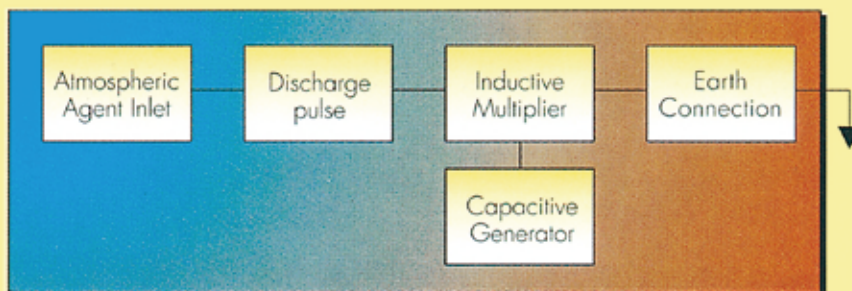 Atmospheric
Agent Inlet
Discharge
pulse
Inductive
Multiplier
Earth
Connection
Capacitive
Generator